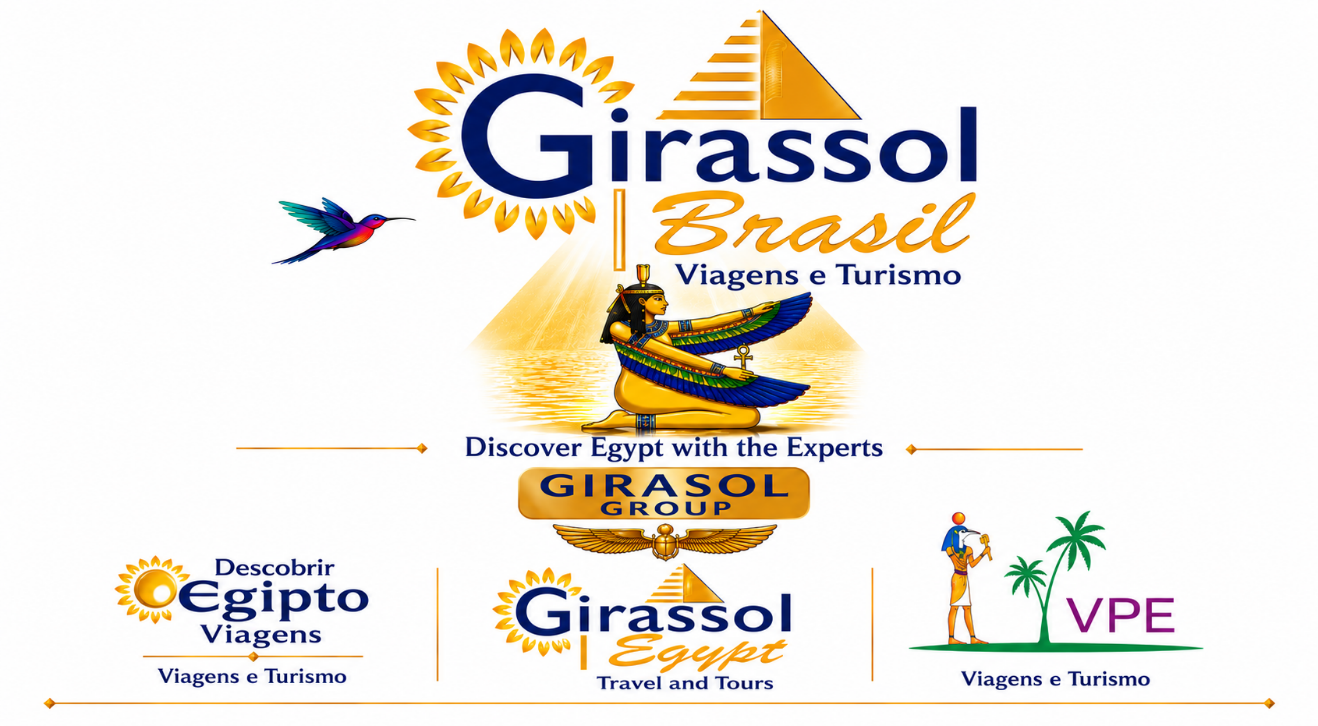 Girassol
Brasil
Viagens e Turismo
Discover Egypt with the Experts
GIRASOL
GROUP
Descobrir
Egipto
Viagens
Viagens e Turismo
Girassol
Egypt
Travel and Tours
VPE
Viagens e Turismo